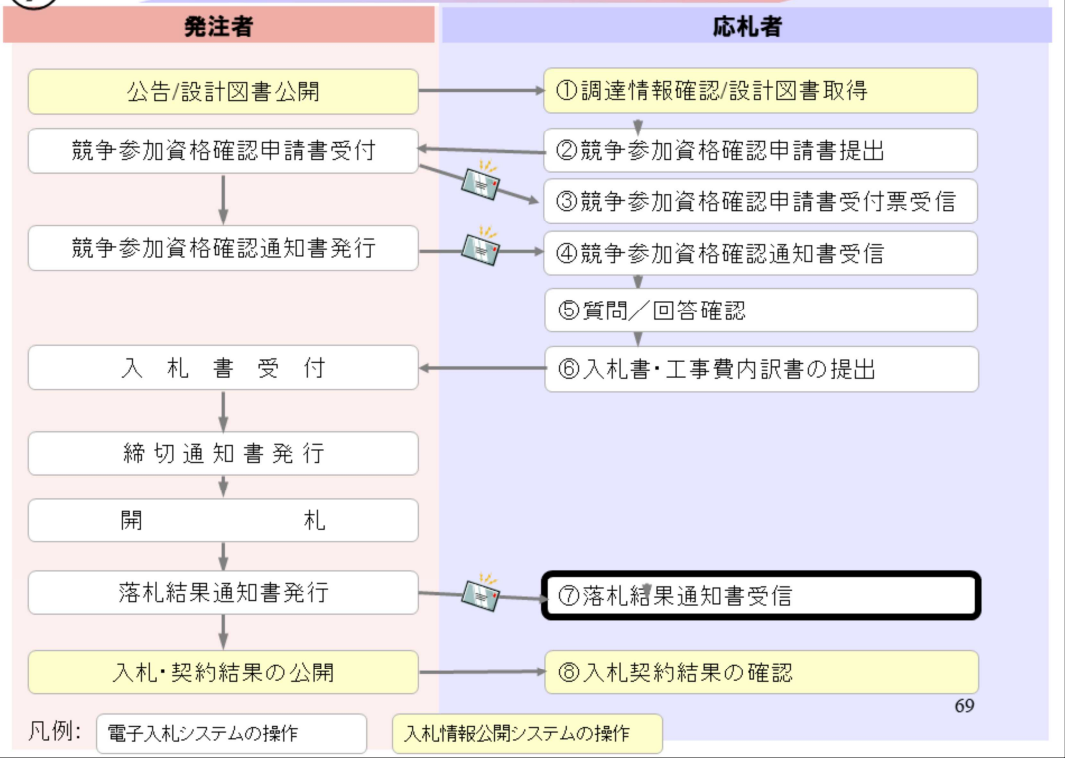 発注者
応札者
公告/設計図書公開
①調達情報確認/設計図書取得
競争参加資格確認申請書受付
②競争参加資格確認申請書提出
③競争参加資格確認申請書受付票受信
競争参加資格確認通知書発行
④競争参加資格確認通知書受信
⑤質問／回答確認
入 札 書 受 付
⑥入札書・工事費内訳書の提出
締切通知書発行
開 札
落札結果通知書発行
⑦落札結果通知書受信
入札・契約結果の公開
⑧入札契約結果の確認
69
凡例:
電子入札システムの操作
入札情報公開システムの操作